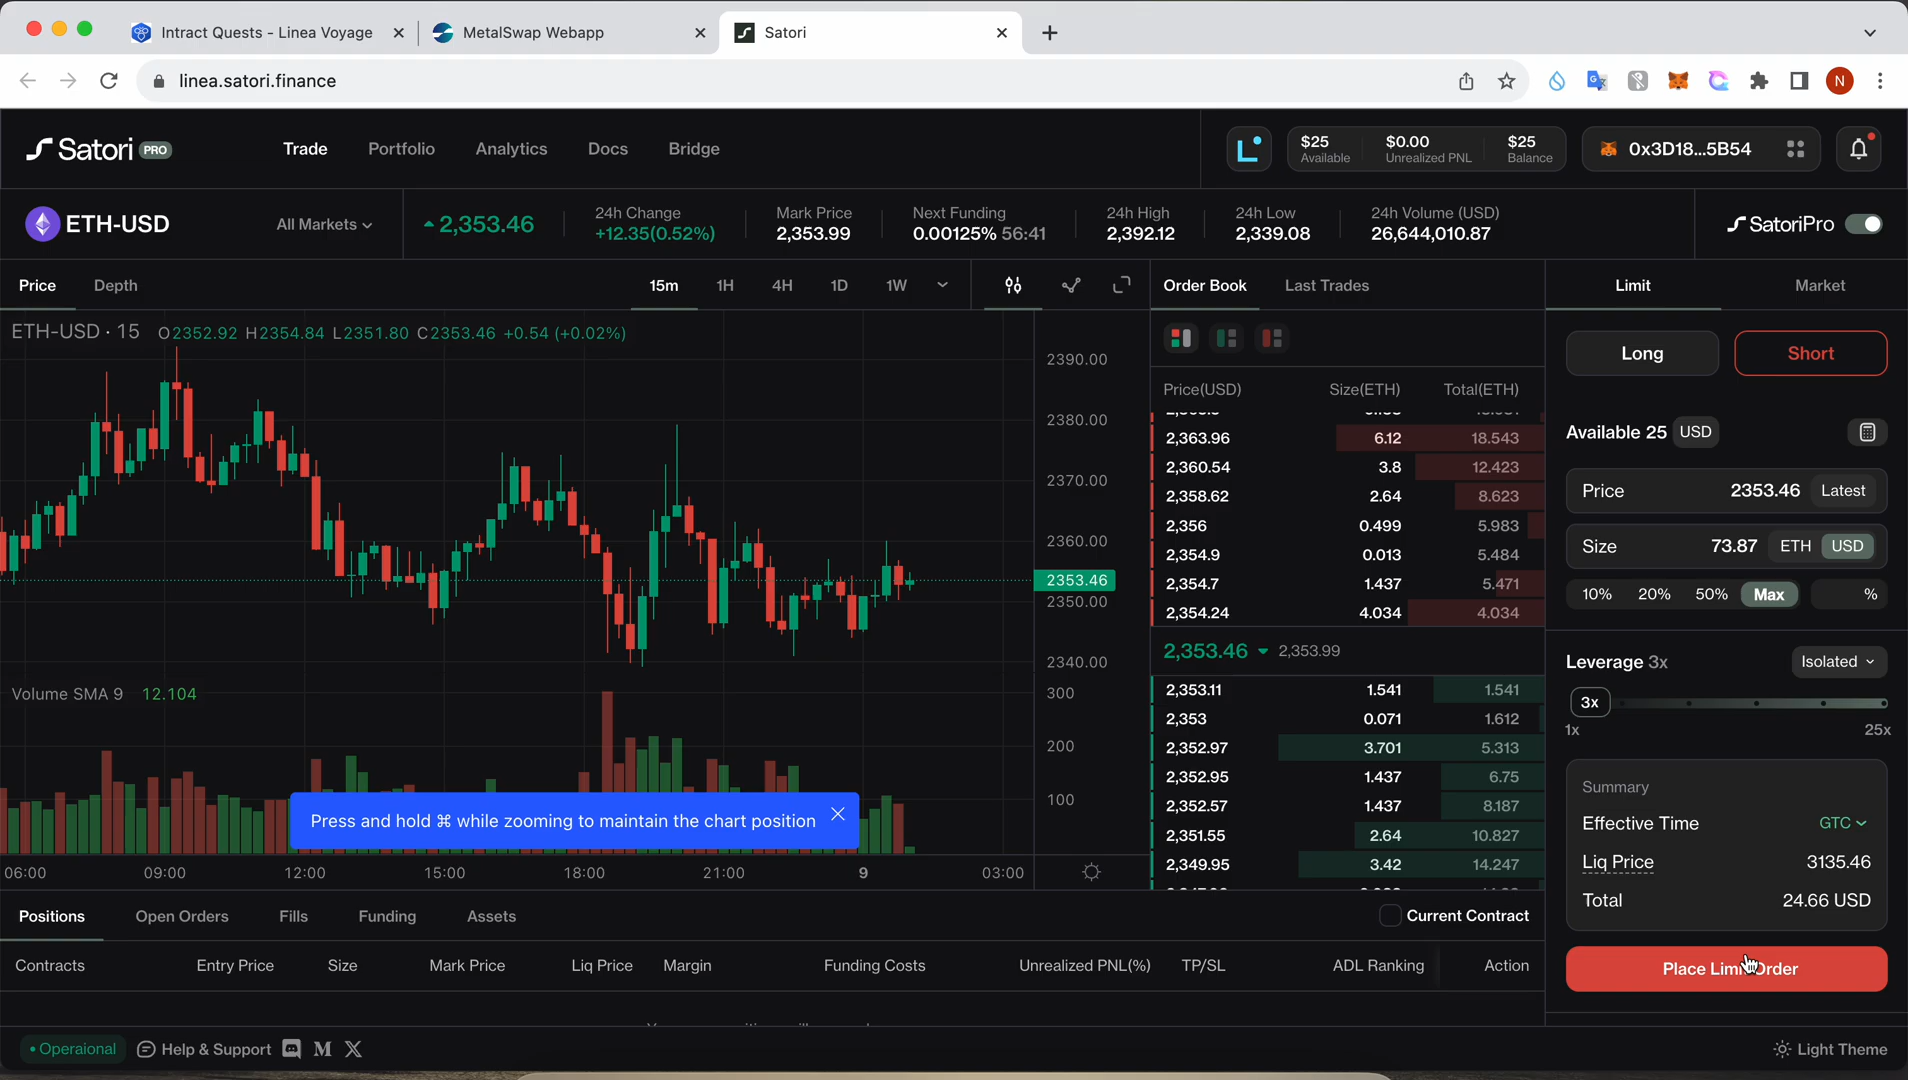 Intract Quests - Linea Voyage
MetalSwap Webapp
Satori
linea.satori.finance
N
Satori PRO
Trade
Portfolio
Analytics
Docs
Bridge
$25
Available
$0.00
Unrealized PNL
$25
Balance
0x3D18...5B54
ETH-USD
All Markets
2,353.46
24h Change
+12.35(0.52%)
Mark Price
2,353.99
Next Funding
0.00125% 56:41
24h High
2,392.12
24h Low
2,339.08
24h Volume (USD)
26,644,010.87
SatoriPro
Price
Depth
15m
1H
4H
1D
1W
ETH-USD · 15 O2352.92 H2354.84 L2351.80 C2353.46 +0.54 (+0.02%)
2390.00
2380.00
2370.00
2360.00
2353.46
2350.00
2340.00
Volume SMA 9 12.104
300
200
100
Press and hold ⌘ while zooming to maintain the chart position
06:00 09:00 12:00 15:00 18:00 21:00 9 03:00
Order Book
Last Trades
Price(USD) Size(ETH) Total(ETH)
2,363.96 6.12 18.543
2,360.54 3.8 12.423
2,358.62 2.64 8.623
2,356 0.499 5.983
2,354.9 0.013 5.484
2,354.7 1.437 5.471
2,354.24 4.034 4.034
2,353.46 2,353.99
2,353.11 1.541 1.541
2,353 0.071 1.612
2,352.97 3.701 5.313
2,352.95 1.437 6.75
2,352.57 1.437 8.187
2,351.55 2.64 10.827
2,349.95 3.42 14.247
Limit
Market
Long
Short
Available 25 USD
Price 2353.46 Latest
Size 73.87 ETH USD
10% 20% 50% Max %
Leverage 3x
Isolated
3x
1x 25x
Summary
Effective Time GTC
Liq Price 3135.46
Total 24.66 USD
Place Limi Order
Positions
Open Orders
Fills
Funding
Assets
Current Contract
Contracts Entry Price Size Mark Price Liq Price Margin Funding Costs Unrealized PNL(%) TP/SL ADL Ranking Action
Operaional
Help & Support
Light Theme